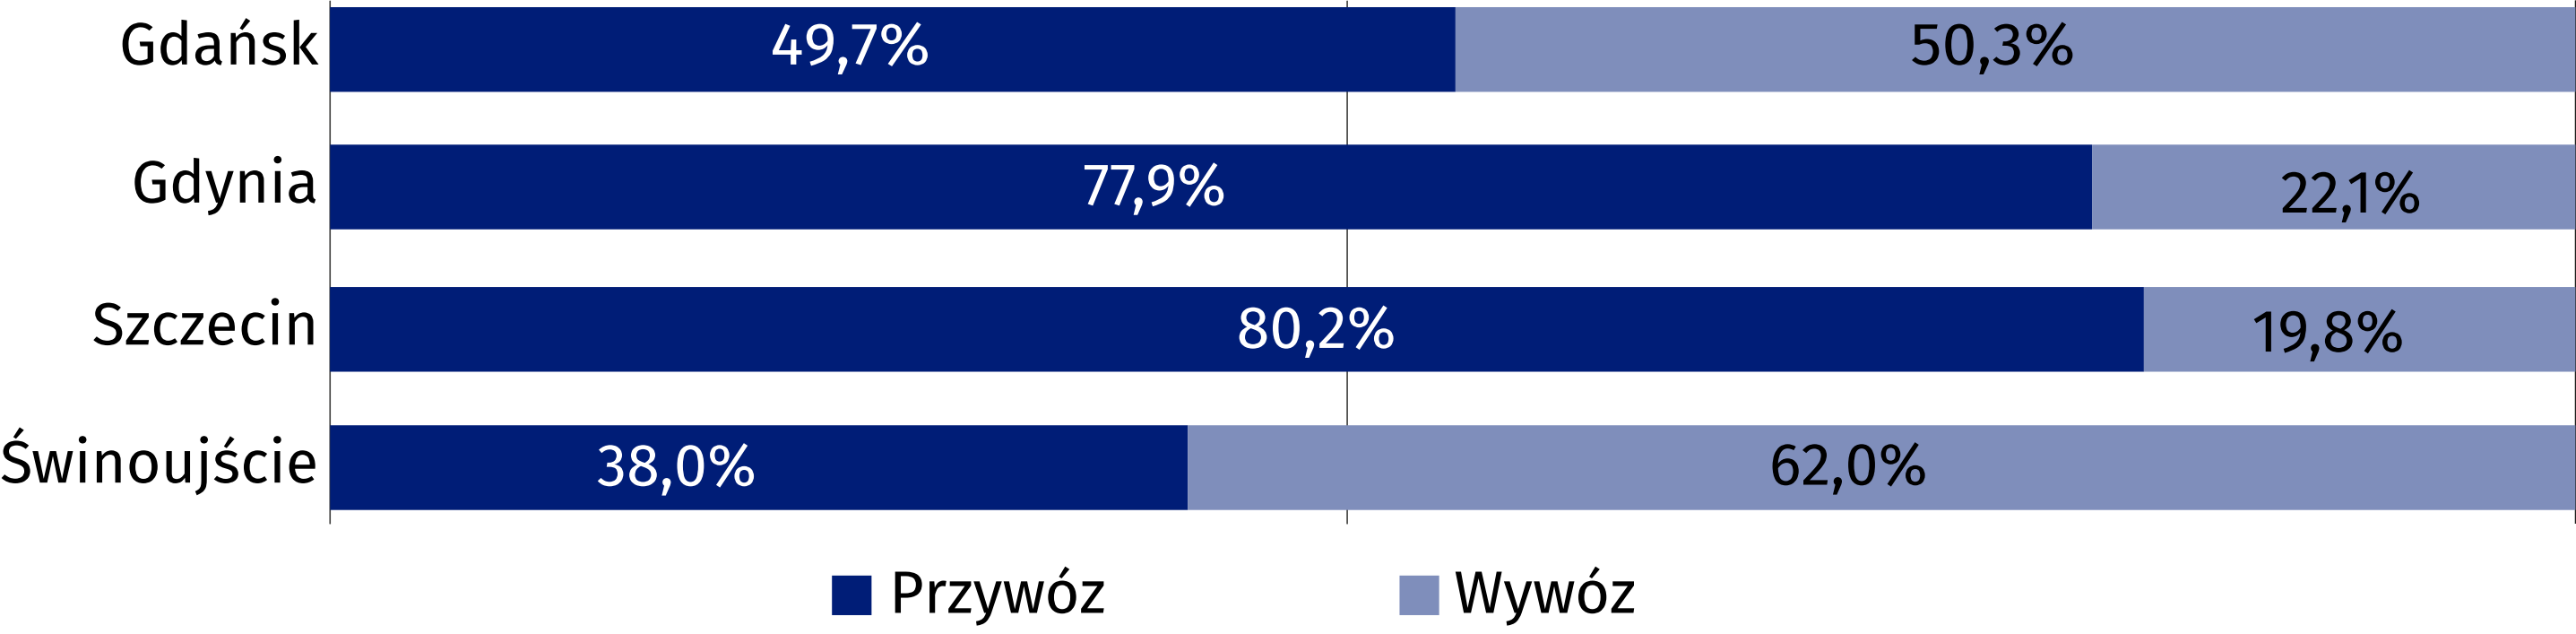 Gdańsk 49,7% 50,3%
Gdynia 77,9% 22,1%
Szczecin 80,2% 19,8%
Świnoujście 38,0% 62,0%
Przywóz Wywóz